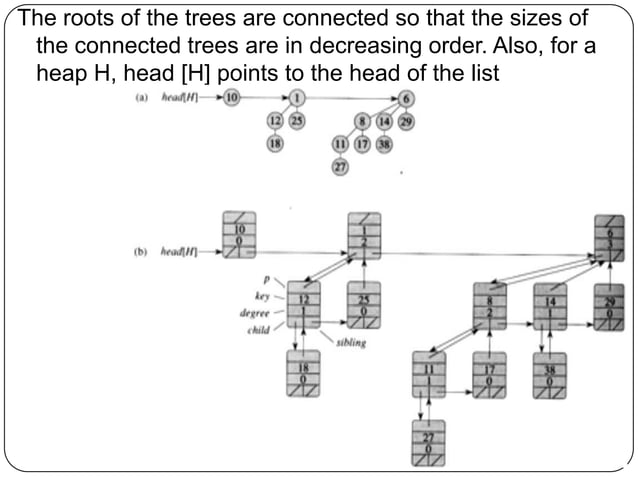 The roots of the trees are connected so that the sizes of
the connected trees are in decreasing order. Also, for a
heap H, head [H] points to the head of the list
(a) head[H] 10 1 6
12 25 8 14 29
18 11 17 38
27
10 1 6
0 2 3
(b) head[H]
p
key 12 25 8 14 29
degree 1 0 2 1 0
child
sibling
18 11 17 38
0 1 0 0
27
0